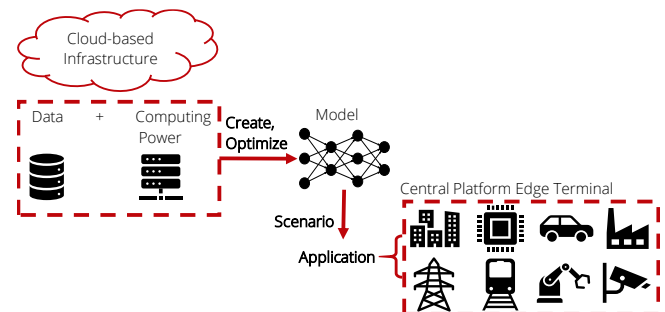 Cloud-based
Infrastructure
Data + Computing
Power
Create,
Optimize
Model
Scenario
Application
Central Platform Edge Terminal